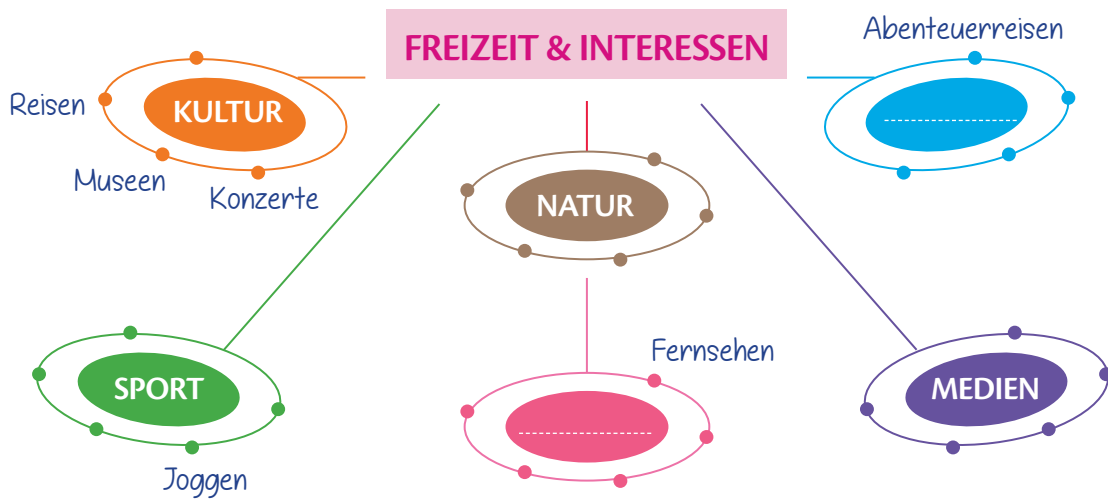 FREIZEIT & INTERESSEN
Abenteuerreisen
Reisen
KULTUR
Museen
Konzerte
NATUR
Fernsehen
SPORT
MEDIEN
Joggen